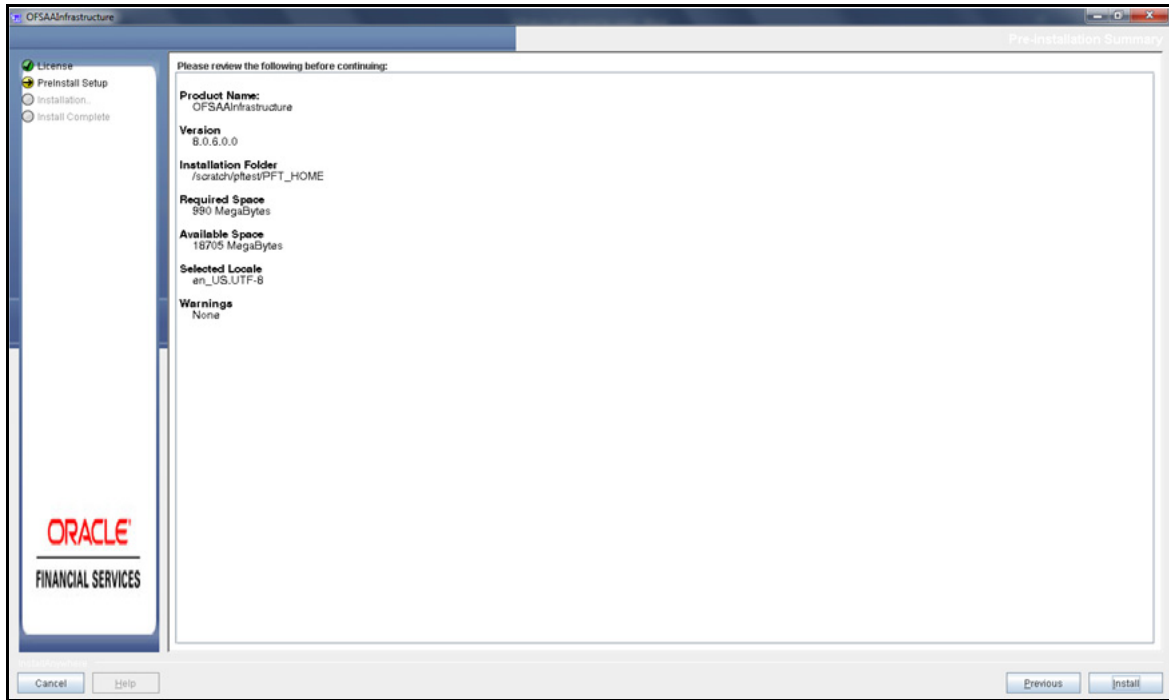 OFSAAInfrastructure
Pre-Installation Summary
License
PreInstall Setup
Installation..
Install Complete
Please review the following before continuing:
Product Name:
OFSAAInfrastructure
Version
8.0.6.0.0
Installation Folder
/scratch/pftest/PFT_HOME
Required Space
990 MegaBytes
Available Space
18705 MegaBytes
Selected Locale
en_US.UTF-8
Warnings
None
ORACLE
FINANCIAL SERVICES
Cancel
Help
Previous
Install